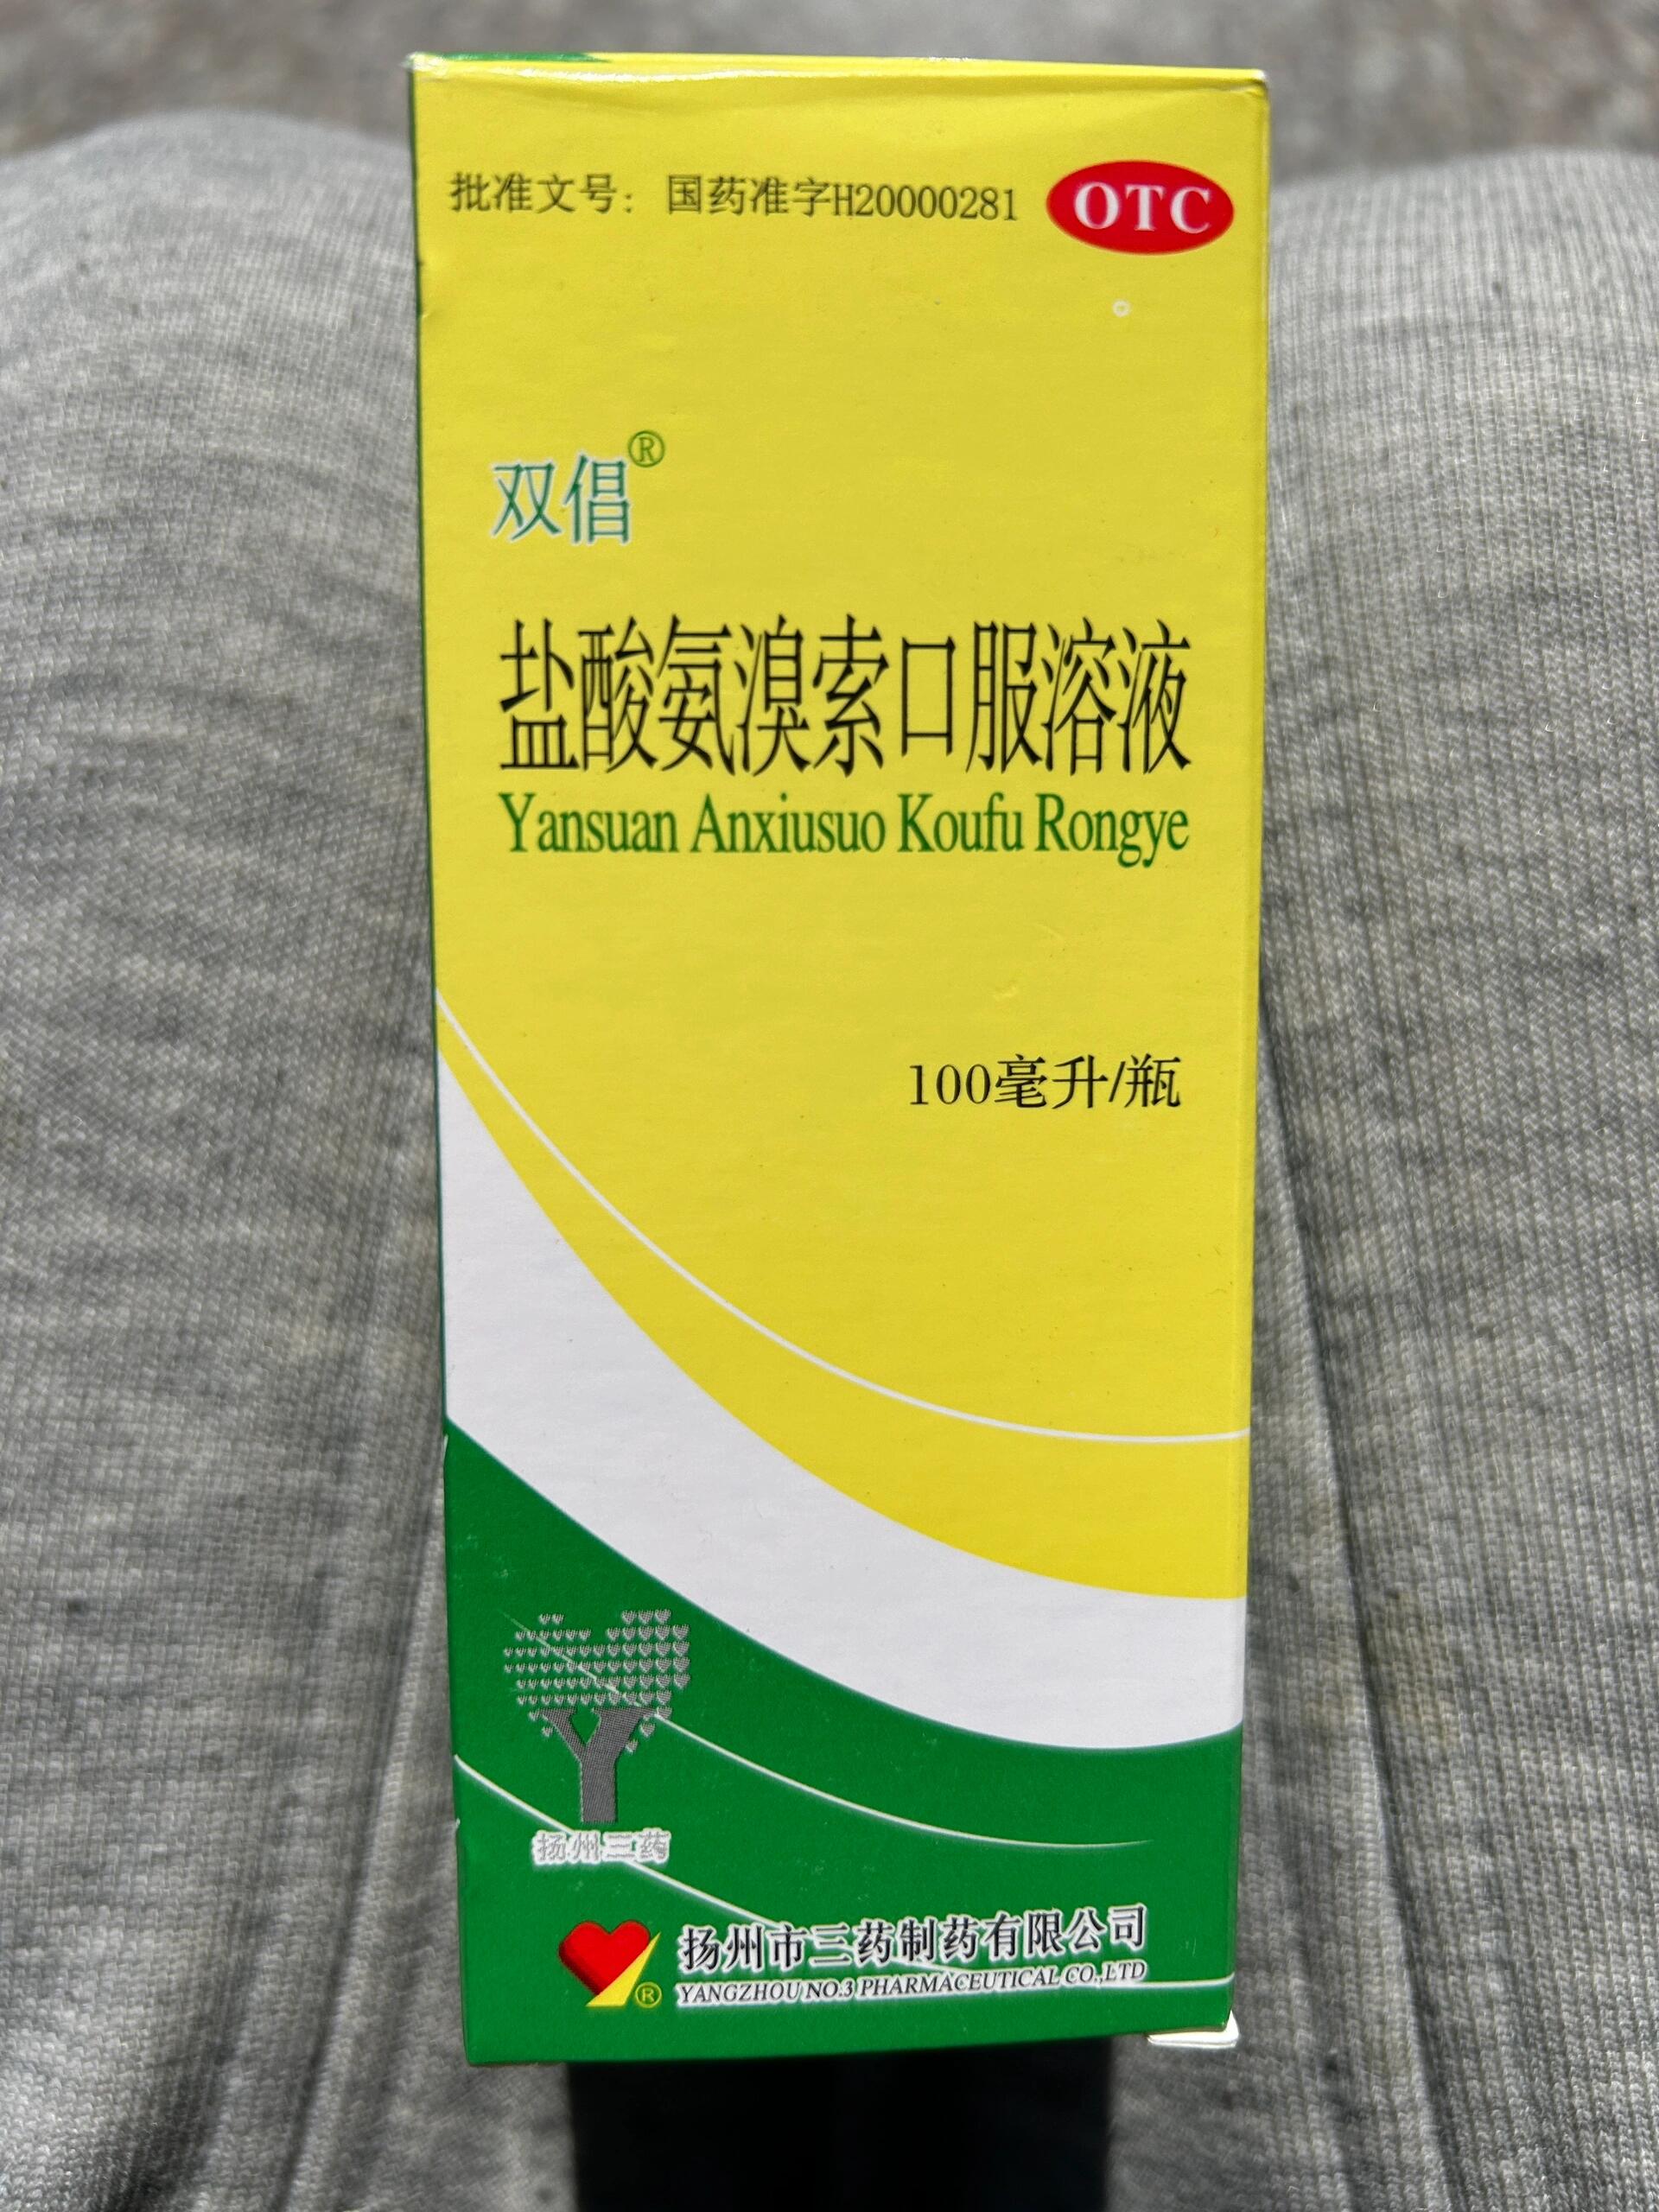 批准文号：国药准字H20000281
OTC
双倡®
盐酸氨溴索口服溶液
Yansuan Anxiusuo Koufu Rongye
100毫升/瓶
扬州三药
扬州市三药制药有限公司
®
YANGZHOU NO.3 PHARMACEUTICAL CO.,LTD